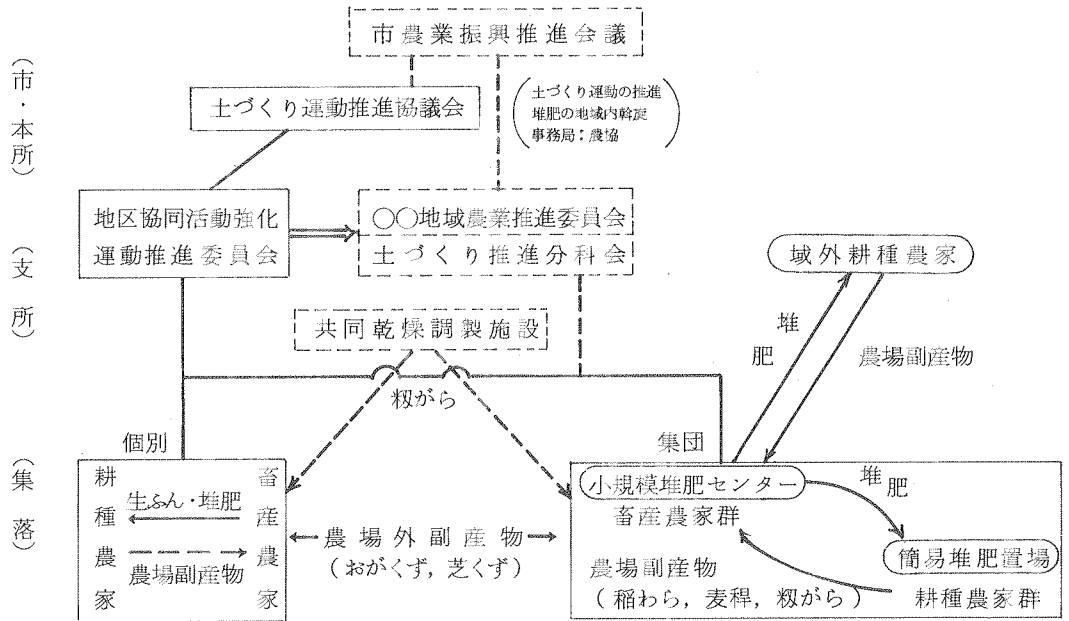 市農業振興推進会議
(市・本所)
土づくり運動推進協議会
土づくり運動の推進
堆肥の地域内斡旋
事務局:農協
地区協同活動強化
運動推進委員会
〇〇地域農業推進委員会
土づくり推進分科会
(支所)
域外耕種農家
共同乾燥調製施設
堆肥
農場副産物
籾がら
(集落)
個別
集団
耕種農家
生ふん・堆肥
農場副産物
畜産農家
農場外副産物
(おがくず,芝くず)
小規模堆肥センター
畜産農家群
堆肥
簡易堆肥置場
農場副産物
(稲わら,麦稈,籾がら)
耕種農家群